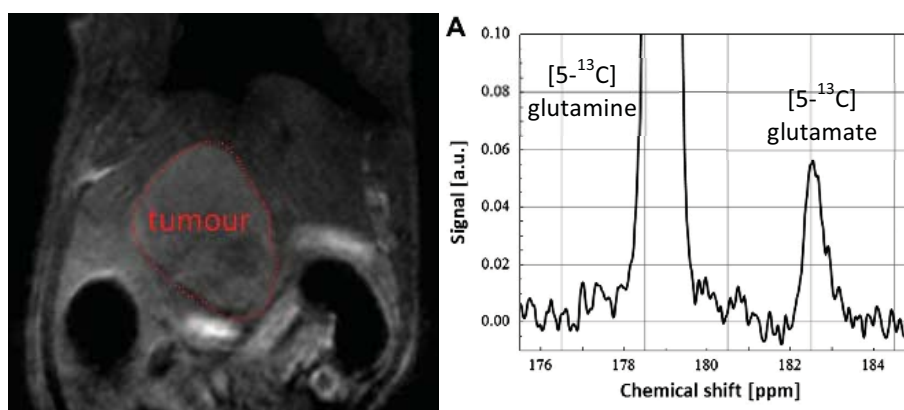 tumour
A
0.10
0.08
0.06
0.04
0.02
0.00
Signal [a.u.]
[5-¹³C]
glutamine
[5-¹³C]
glutamate
176 178 180 182 184
Chemical shift [ppm]